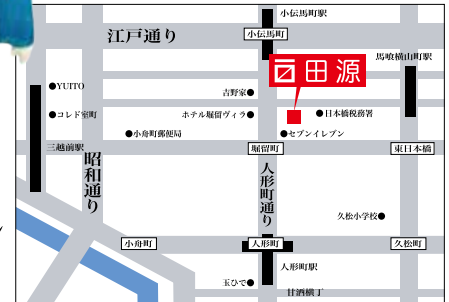 小伝馬町駅
江戸通り
小伝馬町
馬喰横山町駅
田源
●YUITO
吉野家●
●コレド室町
ホテル堀留ヴィラ●
●日本橋税務署
●小舟町郵便局
●セブンイレブン
三越前駅
堀留町
東日本橋
昭和通り
人形町通り
久松小学校●
小舟町
人形町
久松町
人形町駅
玉ひで●
甘酒横丁